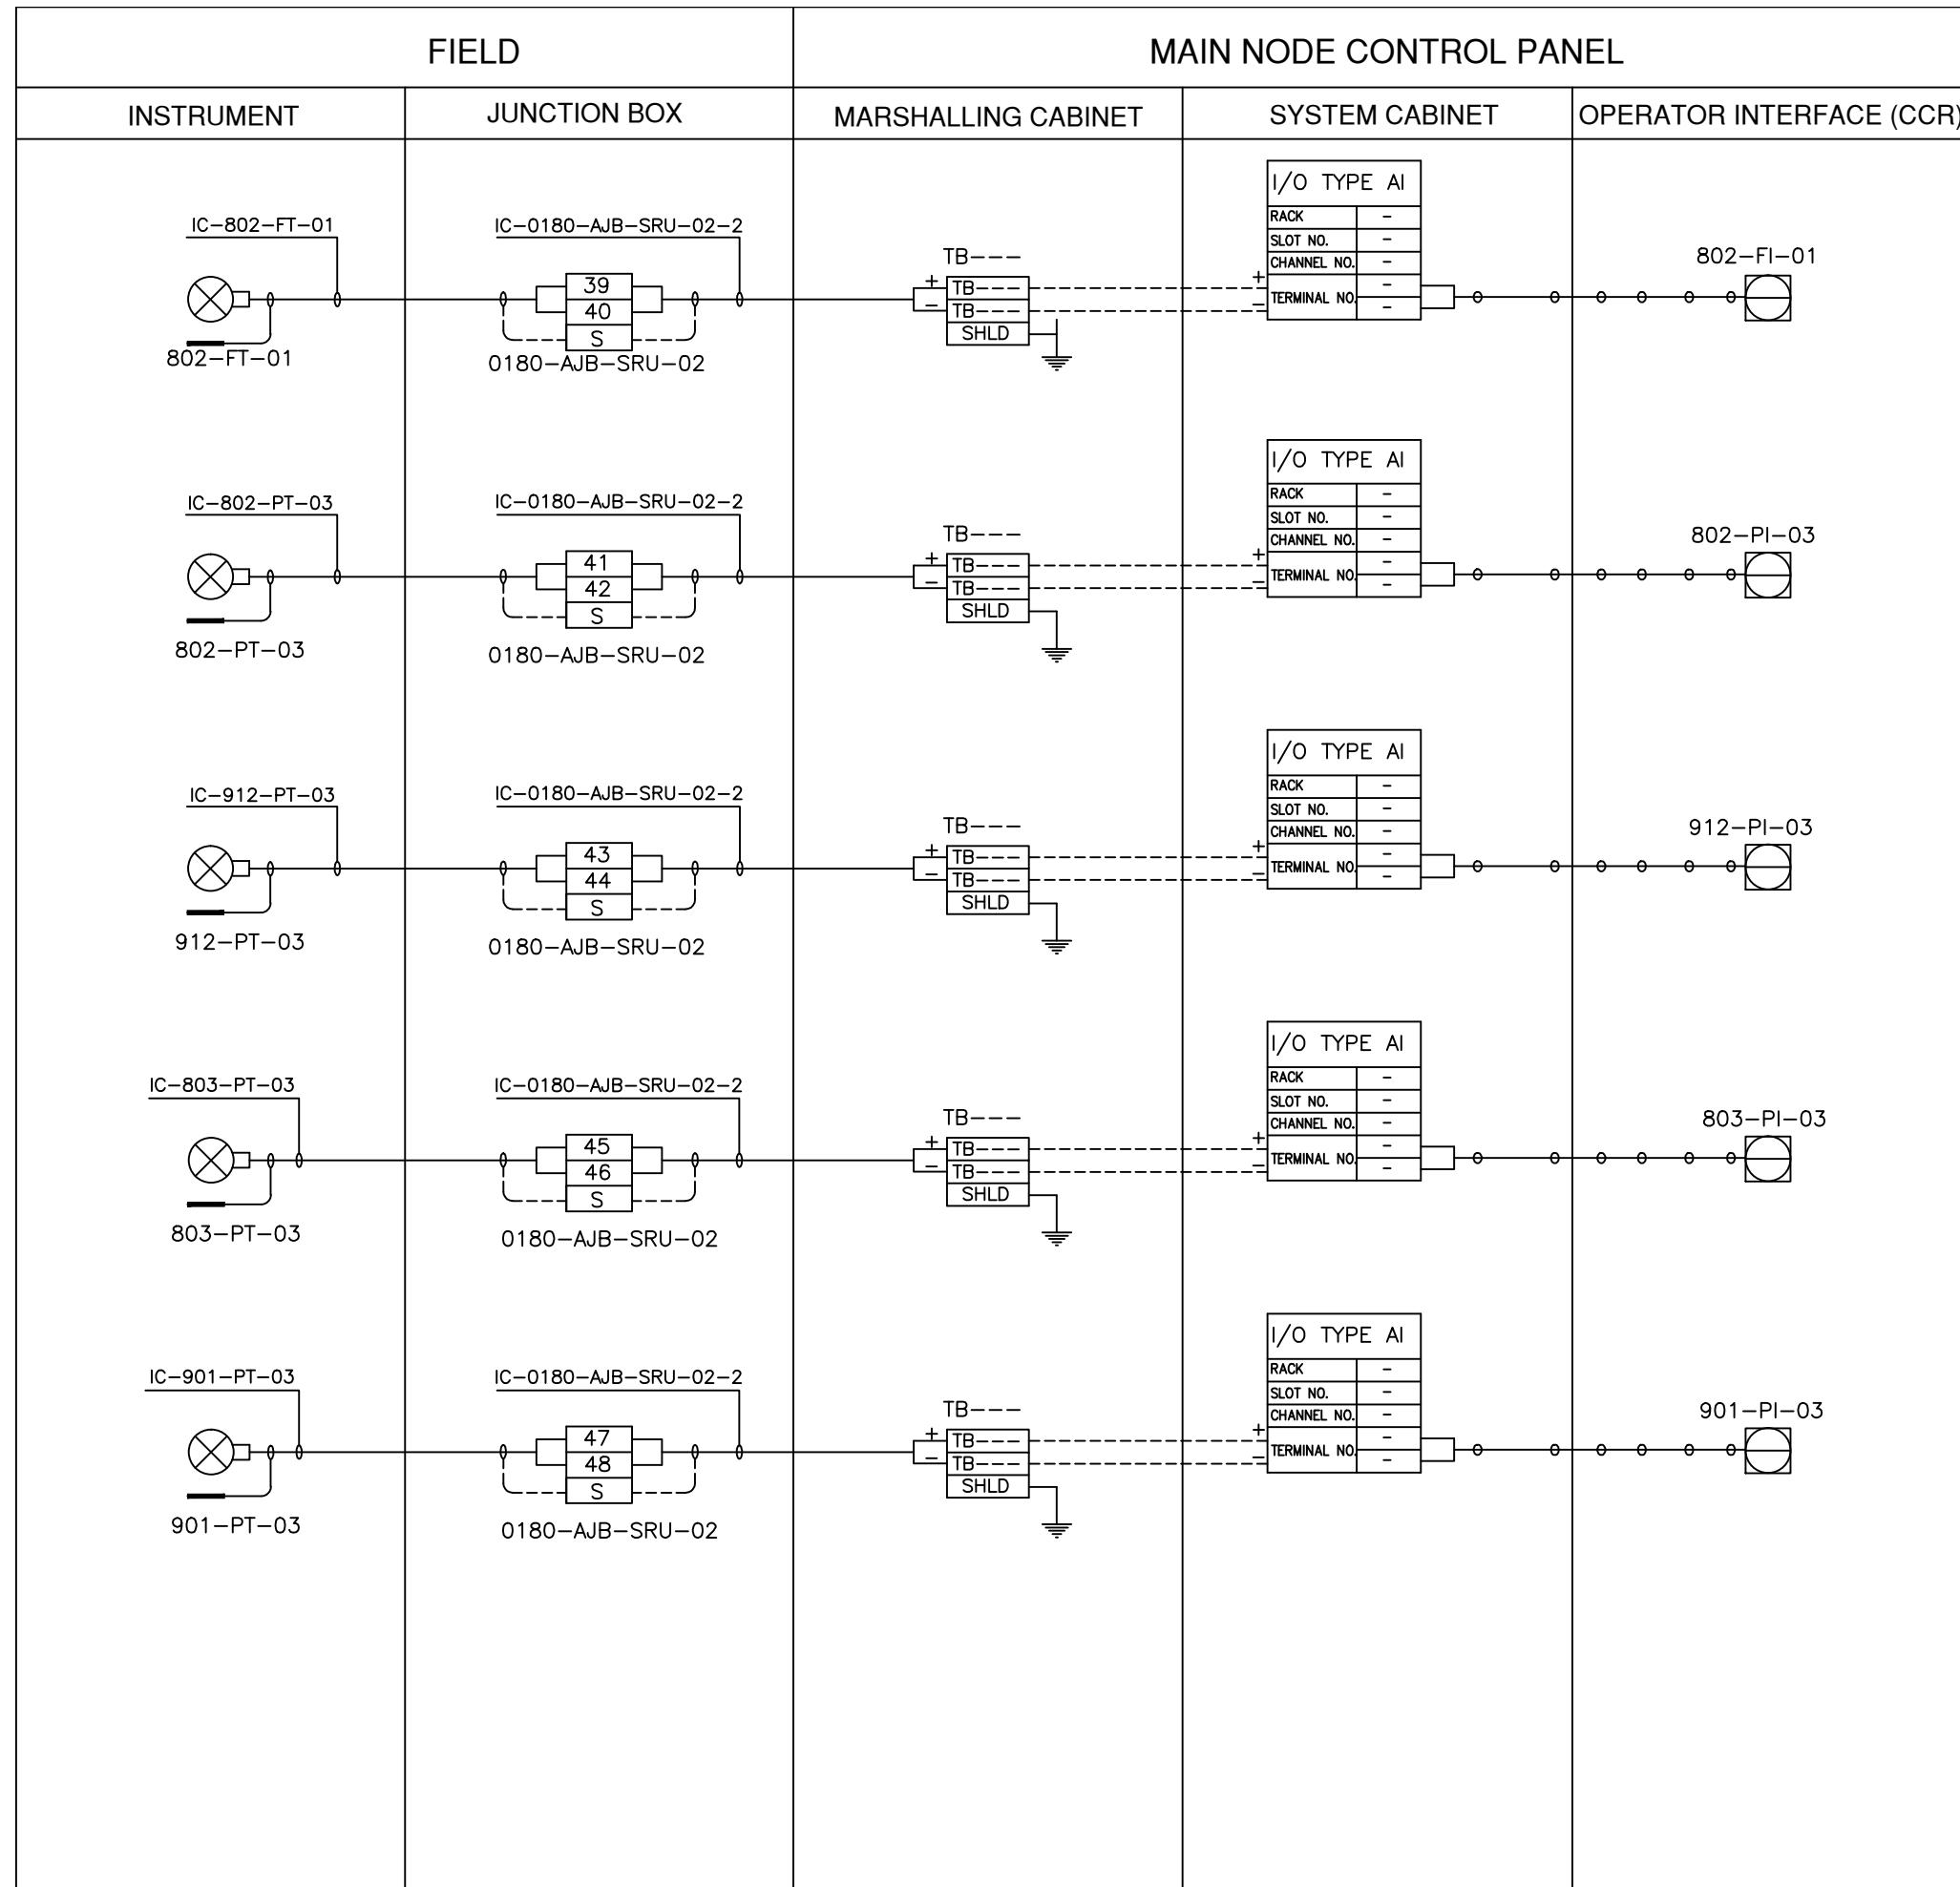 FIELD
MAIN NODE CONTROL PANEL
INSTRUMENT
JUNCTION BOX
MARSHALLING CABINET
SYSTEM CABINET
OPERATOR INTERFACE (CCR)
IC-802-FT-01
802-FT-01
IC-0180-AJB-SRU-02-2
39
40
S
0180-AJB-SRU-02
TB---
+ TB----
- TB----
SHLD
I/O TYPE AI
RACK -
SLOT NO. -
CHANNEL NO. -
+ -
TERMINAL NO.
- -
802-FI-01
IC-802-PT-03
802-PT-03
IC-0180-AJB-SRU-02-2
41
42
S
0180-AJB-SRU-02
TB---
+ TB----
- TB----
SHLD
I/O TYPE AI
RACK -
SLOT NO. -
CHANNEL NO. -
+ -
TERMINAL NO.
- -
802-PI-03
IC-912-PT-03
912-PT-03
IC-0180-AJB-SRU-02-2
43
44
S
0180-AJB-SRU-02
TB---
+ TB----
- TB----
SHLD
I/O TYPE AI
RACK -
SLOT NO. -
CHANNEL NO. -
+ -
TERMINAL NO.
- -
912-PI-03
IC-803-PT-03
803-PT-03
IC-0180-AJB-SRU-02-2
45
46
S
0180-AJB-SRU-02
TB---
+ TB----
- TB----
SHLD
I/O TYPE AI
RACK -
SLOT NO. -
CHANNEL NO. -
+ -
TERMINAL NO.
- -
803-PI-03
IC-901-PT-03
901-PT-03
IC-0180-AJB-SRU-02-2
47
48
S
0180-AJB-SRU-02
TB---
+ TB----
- TB----
SHLD
I/O TYPE AI
RACK -
SLOT NO. -
CHANNEL NO. -
+ -
TERMINAL NO.
- -
901-PI-03